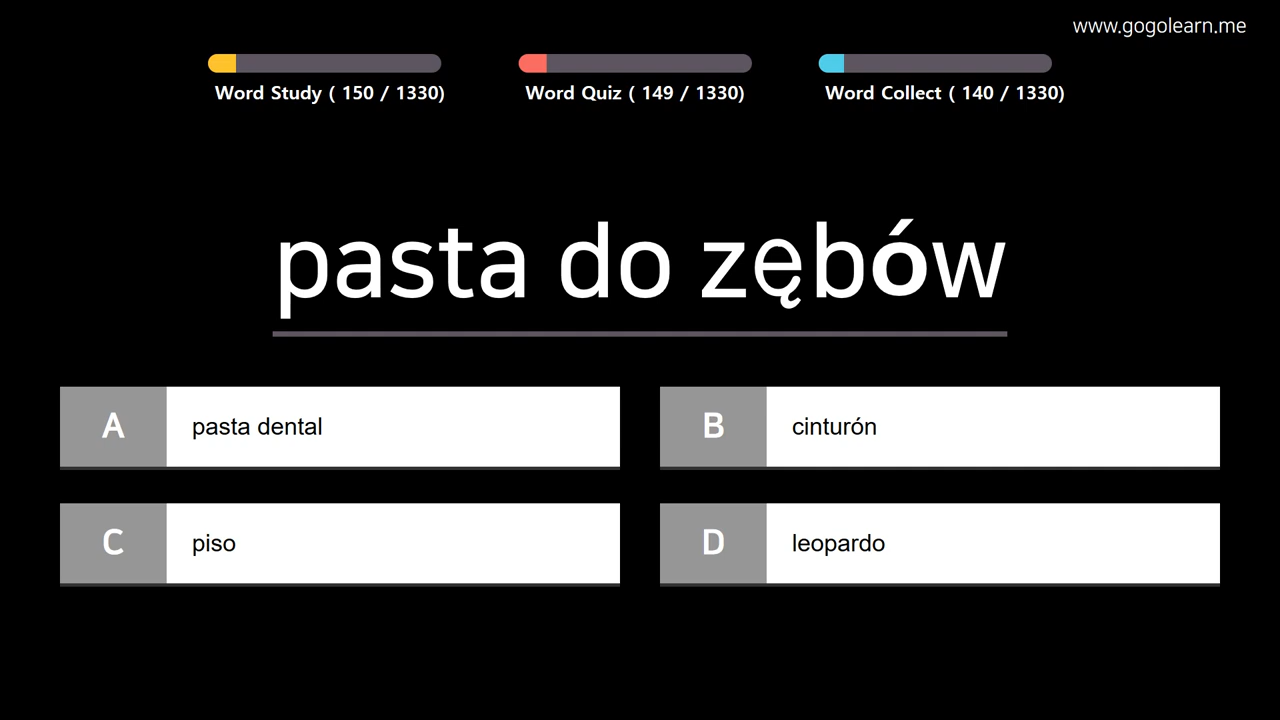 www.gogolearn.me
Word Study ( 150 / 1330)
Word Quiz ( 149 / 1330)
Word Collect ( 140 / 1330)
pasta do zębów
A
pasta dental
B
cinturón
C
piso
D
leopardo